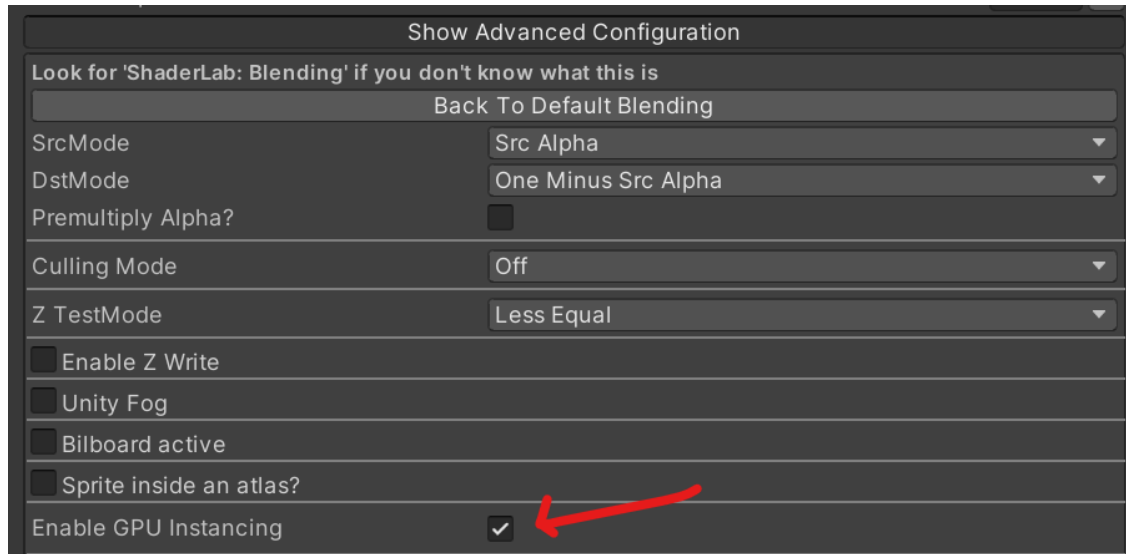 Show Advanced Configuration
Look for 'ShaderLab: Blending' if you don't know what this is
Back To Default Blending
SrcMode Src Alpha
DstMode One Minus Src Alpha
Premultiply Alpha?
Culling Mode Off
Z TestMode Less Equal
Enable Z Write
Unity Fog
Bilboard active
Sprite inside an atlas?
Enable GPU Instancing